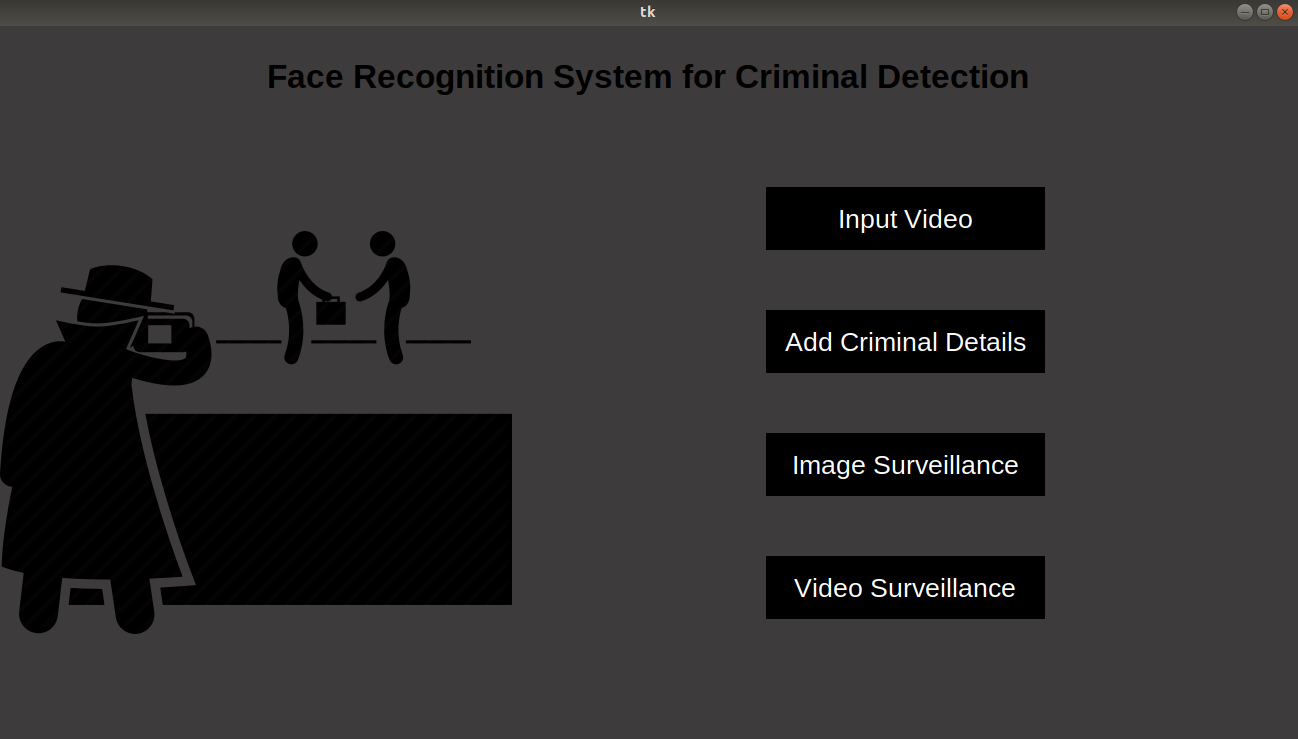 tk
Face Recognition System for Criminal Detection
Input Video
Add Criminal Details
Image Surveillance
Video Surveillance